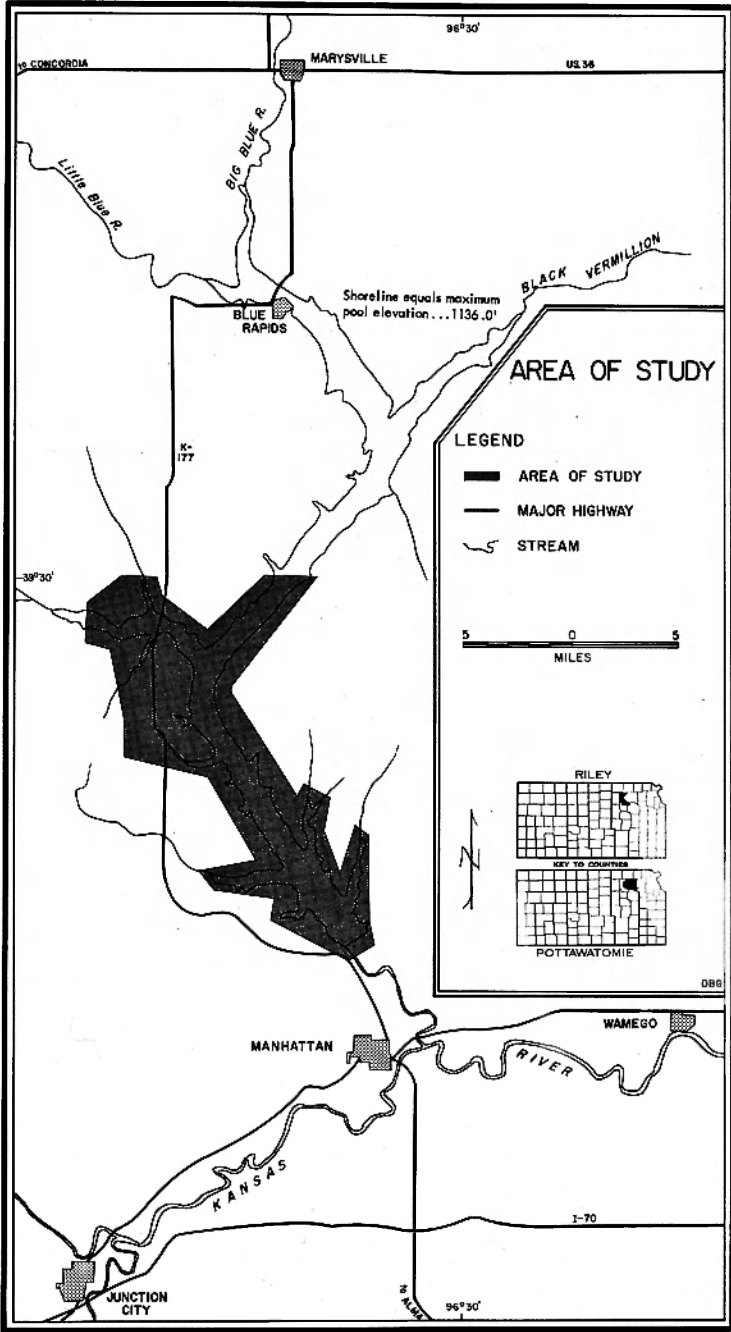 96°30'
to CONCORDIA
MARYSVILLE
US 36
BIG BLUE R.
Little Blue R.
BLACK VERMILLION
Shoreline equals maximum
pool elevation...1136.0'
BLUE
RAPIDS
AREA OF STUDY
LEGEND
AREA OF STUDY
MAJOR HIGHWAY
STREAM
K-
177
39°30'
5 0 5
MILES
N
RILEY
KEY TO COUNTIES
POTTAWATOMIE
DBG
WAMEGO
MANHATTAN
KANSAS RIVER
I-70
JUNCTION
CITY
to ALMA
96°30'